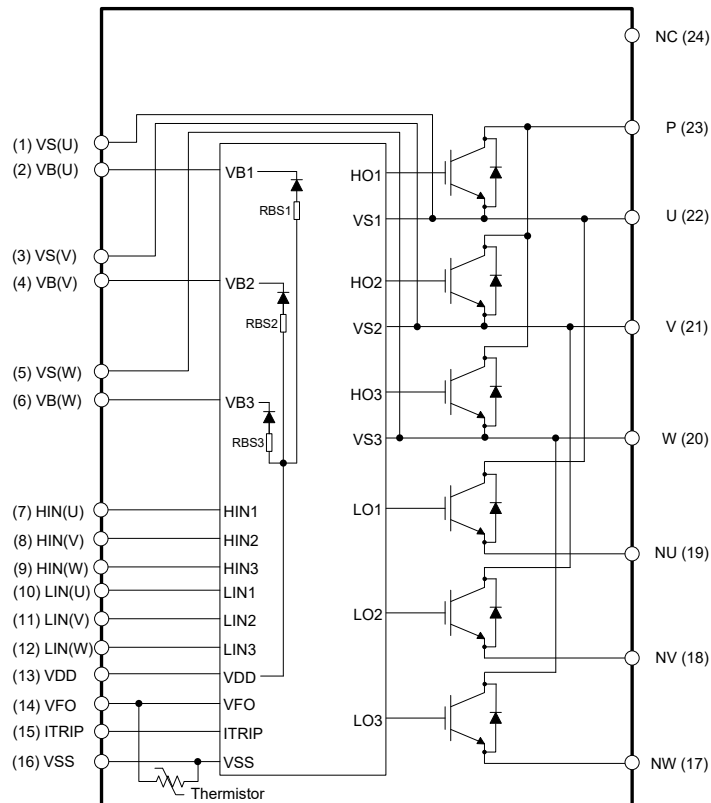 NC (24)
(1) VS(U)
P (23)
(2) VB(U)
VB1
HO1
RBS1
VS1
U (22)
(3) VS(V)
(4) VB(V)
VB2
HO2
RBS2
VS2
V (21)
(5) VS(W)
(6) VB(W)
VB3
HO3
RBS3
VS3
W (20)
(7) HIN(U)
HIN1
LO1
(8) HIN(V)
HIN2
(9) HIN(W)
HIN3
NU (19)
(10) LIN(U)
LIN1
(11) LIN(V)
LIN2
LO2
(12) LIN(W)
LIN3
NV (18)
(13) VDD
VDD
(14) VFO
VFO
LO3
(15) ITRIP
ITRIP
(16) VSS
VSS
NW (17)
Thermistor